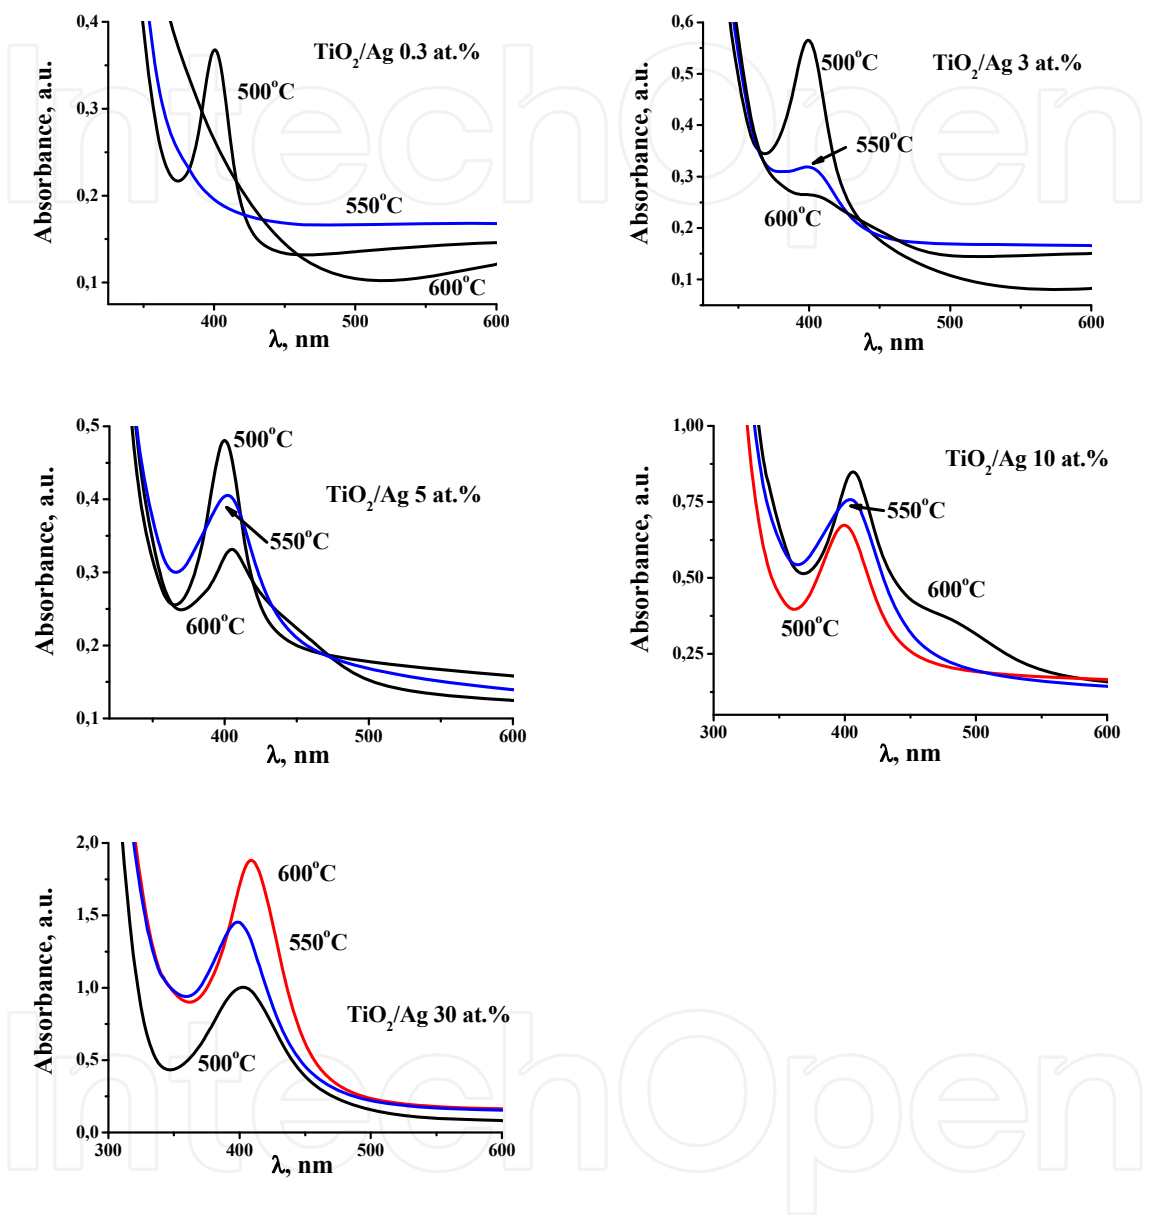 IntechOpen
0,4
TiO2/Ag 0.3 at.%
500°C
0,3
0,2
550°C
0,1
600°C
400
500
600
λ, nm
Absorbance, a.u.
0,6
TiO2/Ag 3 at.%
500°C
0,5
0,4
550°C
0,3
600°C
0,2
0,1
400
500
600
λ, nm
Absorbance, a.u.
0,5
500°C
TiO2/Ag 5 at.%
0,4
550°C
0,3
600°C
0,2
0,1
400
500
600
λ, nm
Absorbance, a.u.
1,00
TiO2/Ag 10 at.%
0,75
550°C
0,50
600°C
500°C
0,25
300
400
500
600
λ, nm
Absorbance, a.u.
2,0
600°C
1,5
550°C
1,0
TiO2/Ag 30 at.%
0,5
500°C
0,0
300
400
500
600
λ, nm
Absorbance, a.u.
IntechOpen